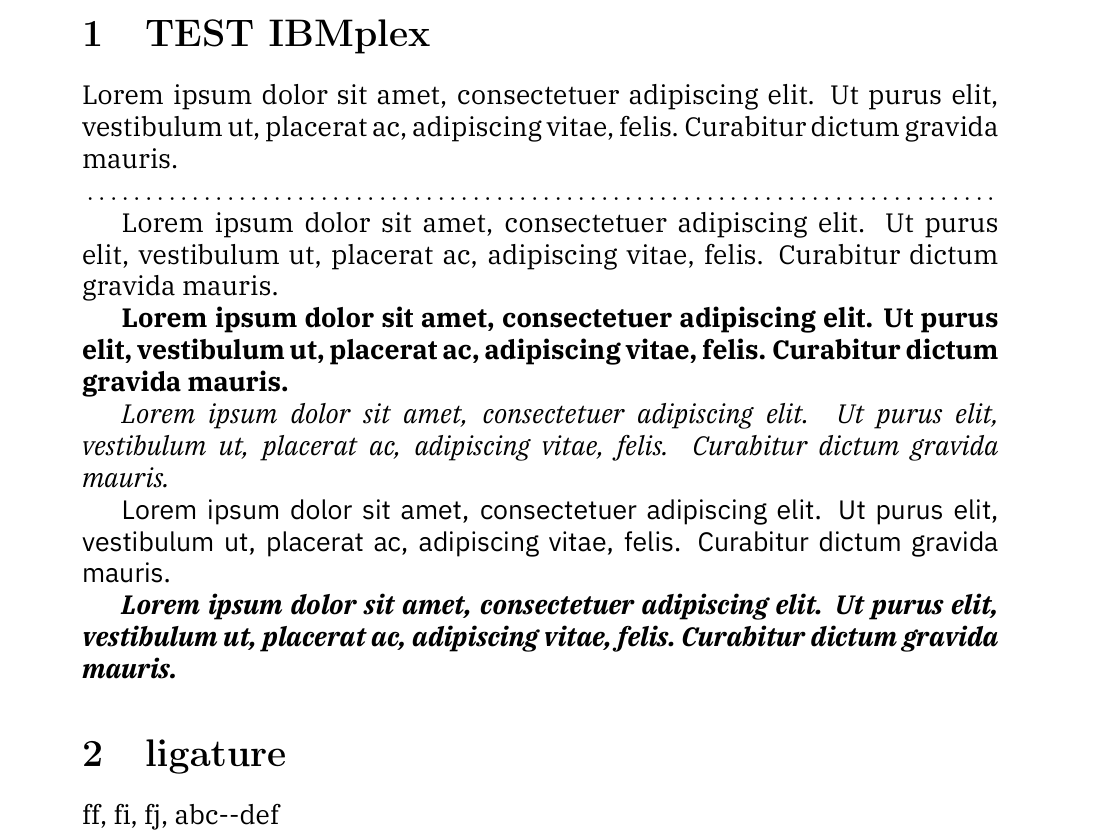 1 TEST IBMplex
Lorem ipsum dolor sit amet, consectetuer adipiscing elit. Ut purus elit,
vestibulum ut, placerat ac, adipiscing vitae, felis. Curabitur dictum gravida
mauris.
................................................................................
Lorem ipsum dolor sit amet, consectetuer adipiscing elit. Ut purus
elit, vestibulum ut, placerat ac, adipiscing vitae, felis. Curabitur dictum
gravida mauris.
Lorem ipsum dolor sit amet, consectetuer adipiscing elit. Ut purus
elit, vestibulum ut, placerat ac, adipiscing vitae, felis. Curabitur dictum
gravida mauris.
Lorem ipsum dolor sit amet, consectetuer adipiscing elit. Ut purus elit,
vestibulum ut, placerat ac, adipiscing vitae, felis. Curabitur dictum gravida
mauris.
Lorem ipsum dolor sit amet, consectetuer adipiscing elit. Ut purus elit,
vestibulum ut, placerat ac, adipiscing vitae, felis. Curabitur dictum gravida
mauris.
Lorem ipsum dolor sit amet, consectetuer adipiscing elit. Ut purus elit,
vestibulum ut, placerat ac, adipiscing vitae, felis. Curabitur dictum gravida
mauris.
2 ligature
ff, fi, fj, abc--def